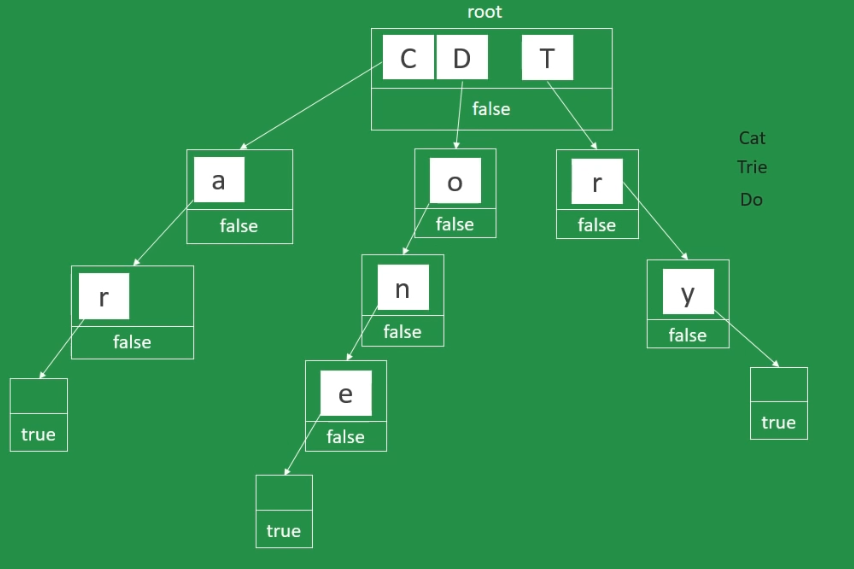 root
C D T
false
Cat
Trie
Do
a
o
r
false
false
false
r
n
y
false
false
false
e
true
false
true
true